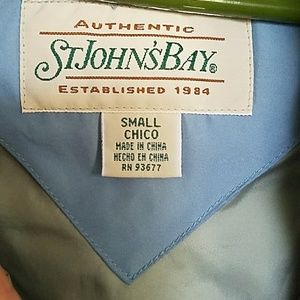 AUTHENTIC
ST JOHN'S BAY®
ESTABLISHED 1984
SMALL
CHICO
MADE IN CHINA
HECHO EN CHINA
RN 93677